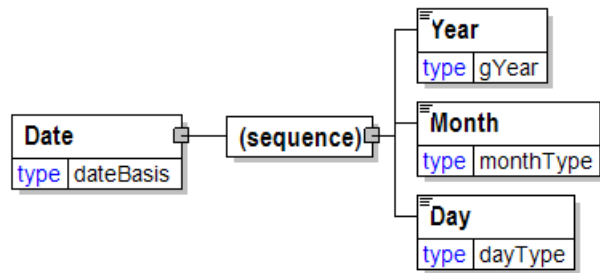 Date
type dateBasis
(sequence)
Year
type gYear
Month
type monthType
Day
type dayType